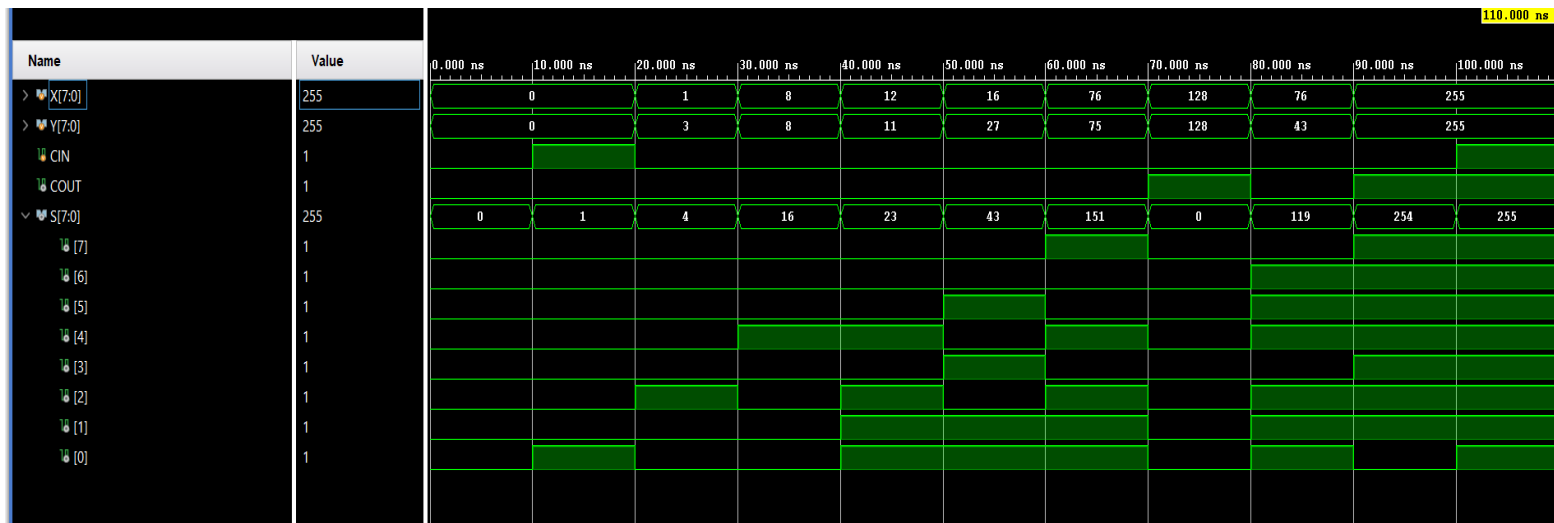 110.000 ns
Name Value 0.000 ns 10.000 ns 20.000 ns 30.000 ns 40.000 ns 50.000 ns 60.000 ns 70.000 ns 80.000 ns 90.000 ns 100.000 ns
X[7:0] 255 0 1 8 12 16 76 128 76 255
Y[7:0] 255 0 3 8 11 27 75 128 43 255
CIN 1
COUT 1
S[7:0] 255 0 1 4 16 23 43 151 0 119 254 255
[7] 1
[6] 1
[5] 1
[4] 1
[3] 1
[2] 1
[1] 1
[0] 1